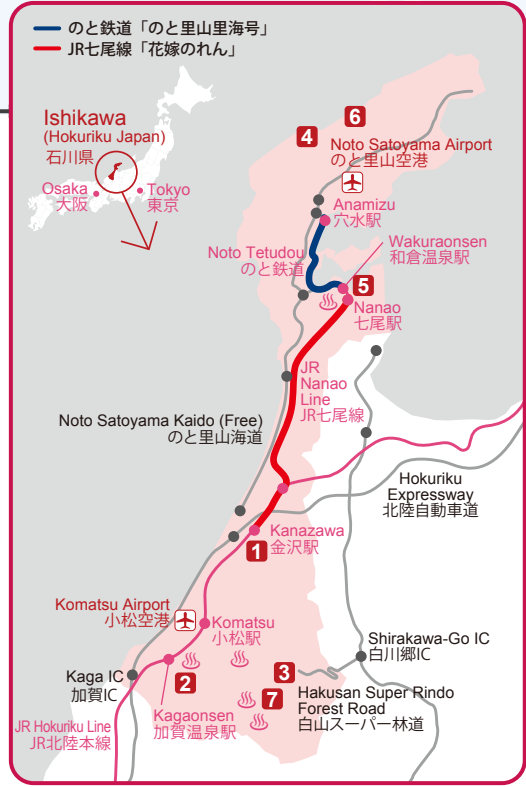 のと鉄道「のと里山里海号」
JR七尾線「花嫁のれん」
Ishikawa
(Hokuriku Japan)
石川県
Osaka
大阪
Tokyo
東京
4
6
Noto Satoyama Airport
のと里山空港
Anamizu
穴水駅
Noto Tetudou
のと鉄道
Wakuraonsen
和倉温泉駅
5
Nanao
七尾駅
JR
Nanao
Line
JR七尾線
Noto Satoyama Kaido (Free)
のと里山海道
Hokuriku
Expressway
北陸自動車道
Kanazawa
金沢駅
1
Komatsu Airport
小松空港
Komatsu
小松駅
Shirakawa-Go IC
白川郷IC
Kaga IC
加賀IC
2
3
7
Hakusan Super Rindo
Forest Road
白山スーパー林道
Kagaonsen
加賀温泉駅
JR Hokuriku Line
JR北陸本線